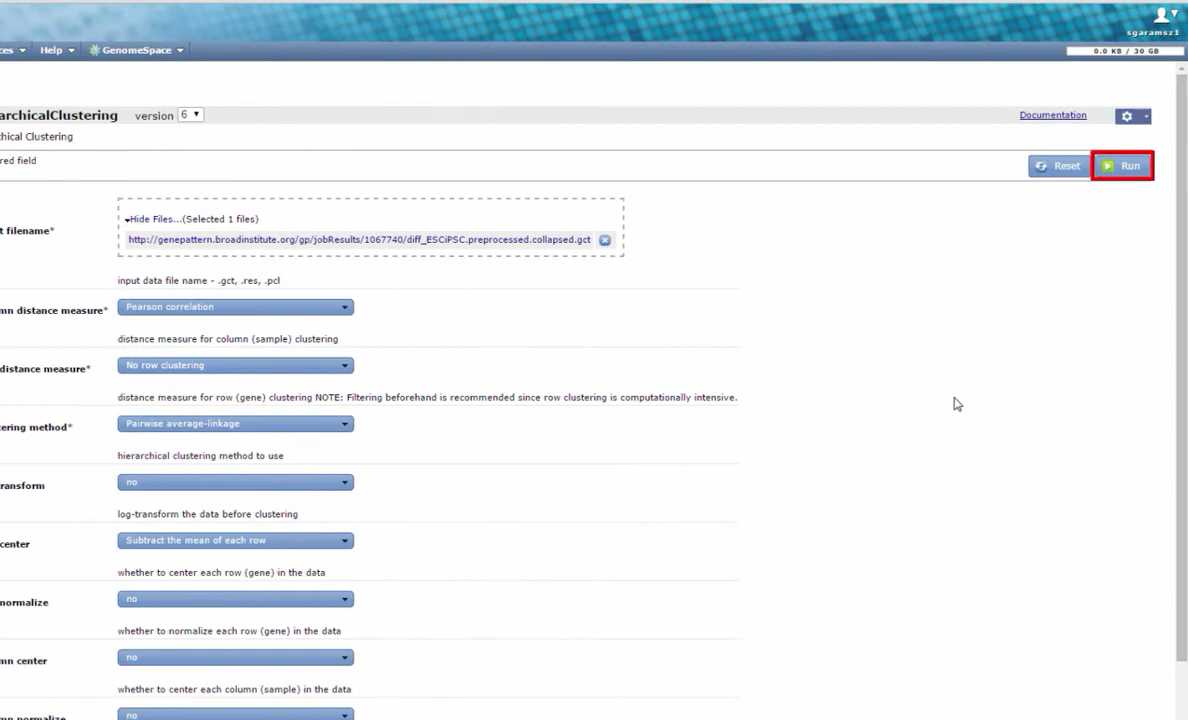 sgaramsz1
ces Help GenomeSpace
0.0 KB / 30 GB
archicalClustering version 6 Documentation
hical Clustering
red field
Reset Run
Hide Files...(Selected 1 files)
t filename*
http://genepattern.broadinstitute.org/gp/jobResults/1067740/diff_ESCiPSC.preprocessed.collapsed.gct
input data file name - .gct, .res, .pcl
mn distance measure* Pearson correlation
distance measure for column (sample) clustering
distance measure* No row clustering
distance measure for row (gene) clustering NOTE: Filtering beforehand is recommended since row clustering is computationally intensive.
tering method* Pairwise average-linkage
hierarchical clustering method to use
ransform no
log-transform the data before clustering
center Subtract the mean of each row
whether to center each row (gene) in the data
normalize no
whether to normalize each row (gene) in the data
mn center no
whether to center each column (sample) in the data
mn normalize no